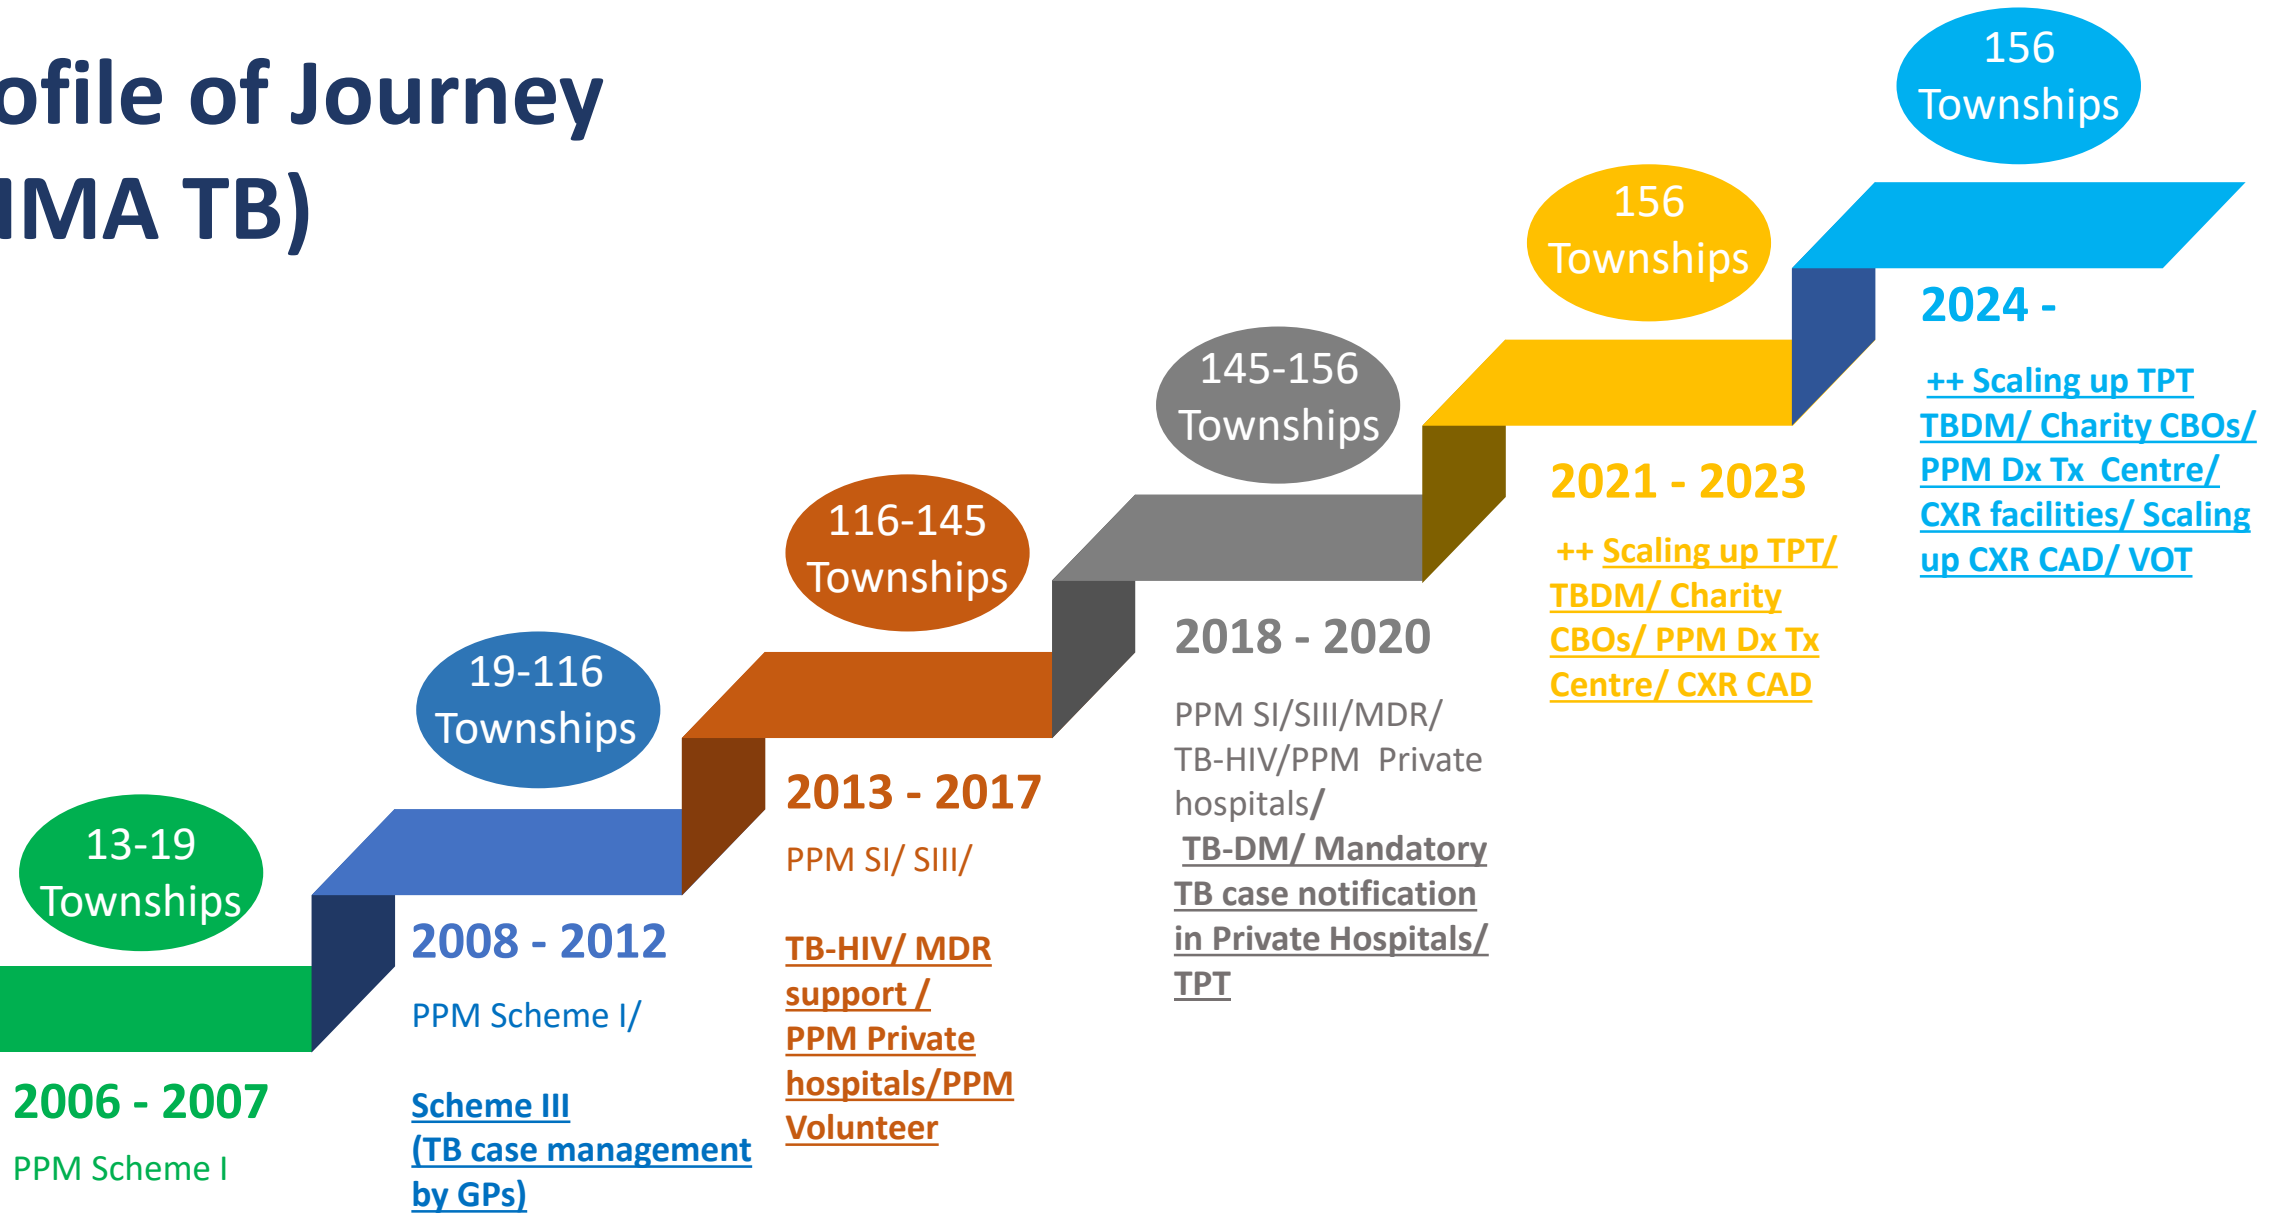 ofile of Journey
IMA TB)
13-19
Townships
2006 - 2007
PPM Scheme I
19-116
Townships
2008 - 2012
PPM Scheme I/
Scheme III
(TB case management
by GPs)
116-145
Townships
2013 - 2017
PPM SI/ SIII/
TB-HIV/ MDR
support /
PPM Private
hospitals/PPM
Volunteer
145-156
Townships
2018 - 2020
PPM SI/SIII/MDR/
TB-HIV/PPM Private
hospitals/
TB-DM/ Mandatory
TB case notification
in Private Hospitals/
TPT
156
Townships
2021 - 2023
++ Scaling up TPT/
TBDM/ Charity
CBOs/ PPM Dx Tx
Centre/ CXR CAD
156
Townships
2024 -
++ Scaling up TPT
TBDM/ Charity CBOs/
PPM Dx Tx Centre/
CXR facilities/ Scaling
up CXR CAD/ VOT